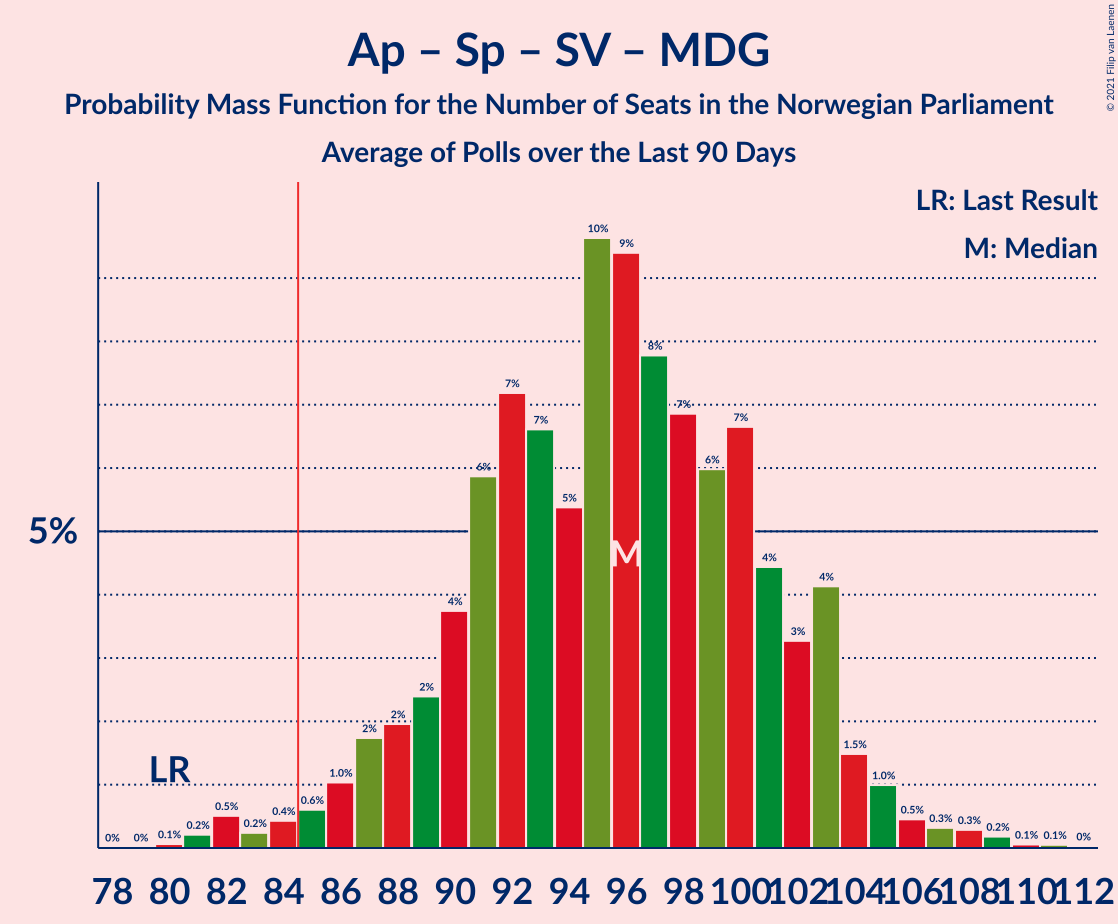 Ap – Sp – SV – MDG
Probability Mass Function for the Number of Seats in the Norwegian Parliament
Average of Polls over the Last 90 Days
© 2021 Filip van Laenen
LR: Last Result
M: Median
5%
LR
M
0% 0% 0.1% 0.2% 0.5% 0.2% 0.4% 0.6% 1.0% 2% 2% 2% 4% 6% 7% 7% 5% 10% 9% 8% 7% 6% 7% 4% 3% 4% 1.5% 1.0% 0.5% 0.3% 0.3% 0.2% 0.1% 0.1% 0%
78 80 82 84 86 88 90 92 94 96 98 100 102 104 106 108 110 112